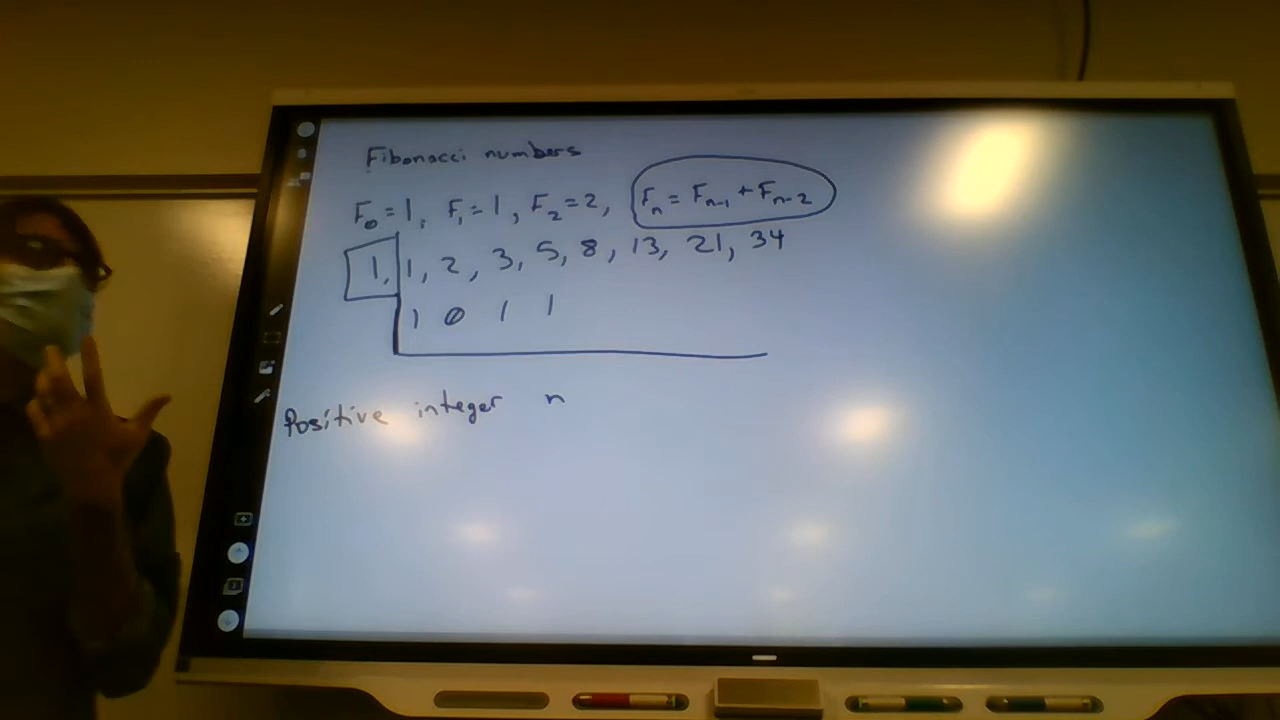 Fibonacci numbers
F₀ = 1, F₁ = 1, F₂ = 2, Fₙ = Fₙ₋₁ + Fₙ₋₂
1, 1, 2, 3, 5, 8, 13, 21, 34
1 0 1 1
Positive integer n